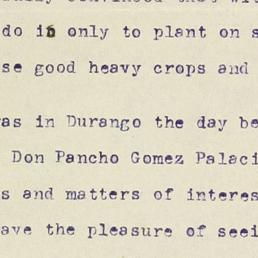 do is only to plant on s
se good heavy crops and
as in Durango the day be
Don Pancho Gomez Palaci
s and matters of interes
ave the pleasure of seei